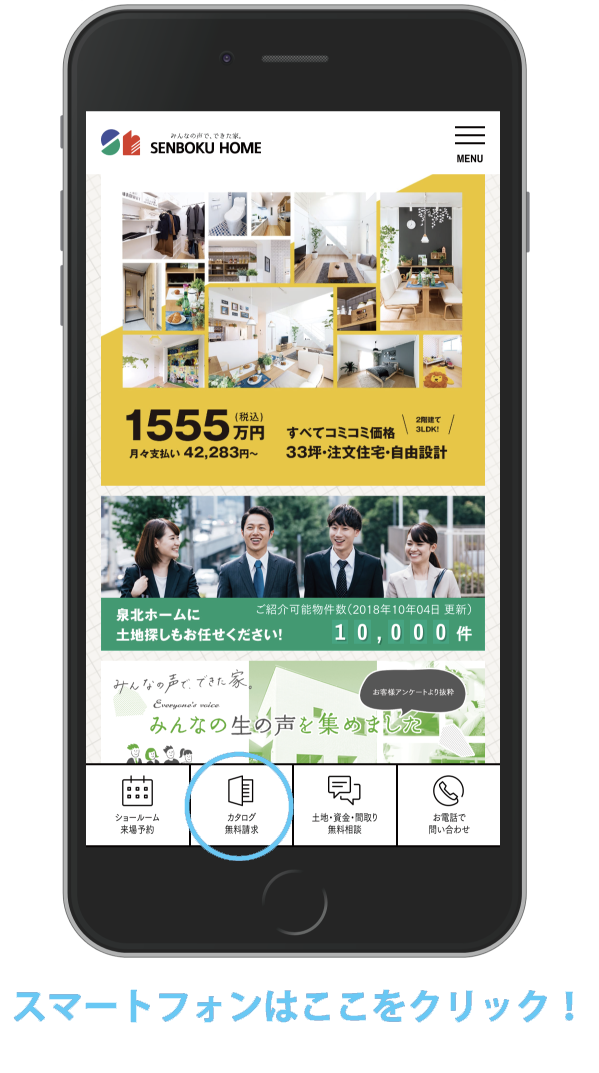 みんなの声で、できた家。
SENBOKU HOME
MENU
1555万円(税込)
月々支払い 42,283円〜
すべてコミコミ価格
2階建て
3LDK!
33坪・注文住宅・自由設計
泉北ホームに
土地探しもお任せください!
ご紹介可能物件数(2018年10年04日 更新)
10,000件
みんなの声で、できた家。
Everyone's voice
お客様アンケートより抜粋
みんなの生の声を集めました
ショールーム
来場予約
カタログ
無料請求
土地・資金・間取り
無料相談
お電話で
問い合わせ
スマートフォンはここをクリック！